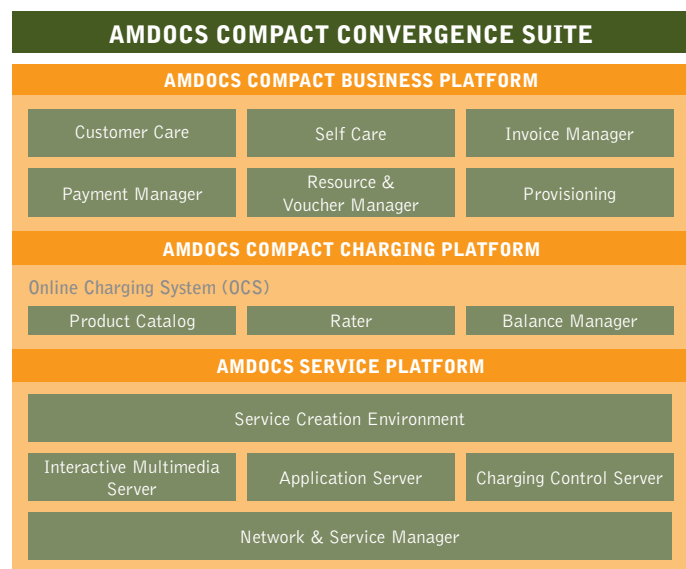 AMDOCS COMPACT CONVERGENCE SUITE
AMDOCS COMPACT BUSINESS PLATFORM
Customer Care
Self Care
Invoice Manager
Payment Manager
Resource &
Voucher Manager
Provisioning
AMDOCS COMPACT CHARGING PLATFORM
Online Charging System (OCS)
Product Catalog
Rater
Balance Manager
AMDOCS SERVICE PLATFORM
Service Creation Environment
Interactive Multimedia
Server
Application Server
Charging Control Server
Network & Service Manager